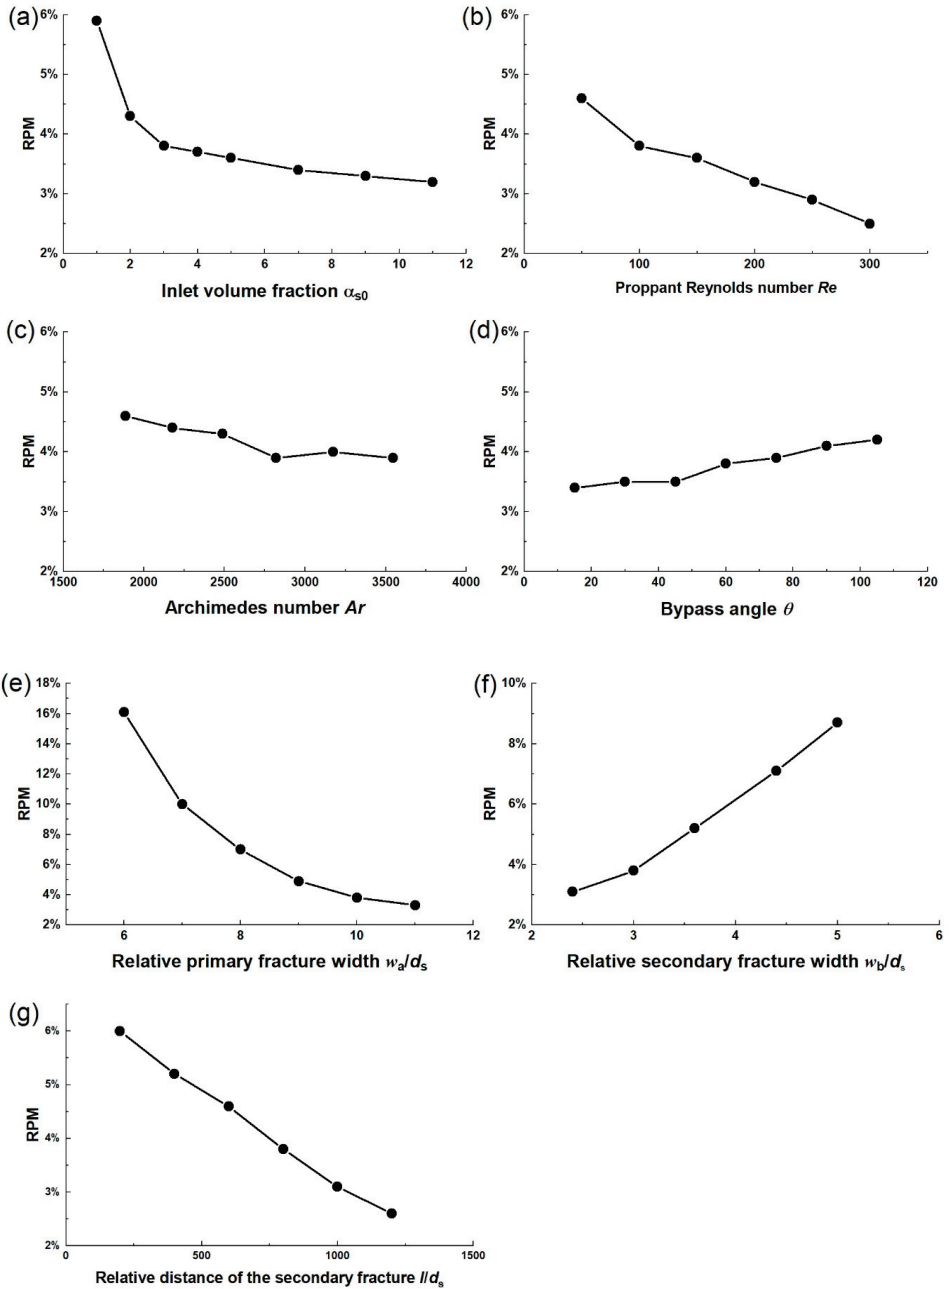 (a)
6%
5%
4%
3%
2%
RPM
0 2 4 6 8 10 12
Inlet volume fraction αs0
(b)
6%
5%
4%
3%
2%
RPM
0 100 200 300
Proppant Reynolds number Re
(c)
6%
5%
4%
3%
2%
RPM
1500 2000 2500 3000 3500 4000
Archimedes number Ar
(d)
6%
5%
4%
3%
2%
RPM
0 20 40 60 80 100 120
Bypass angle θ
(e)
18%
16%
14%
12%
10%
8%
6%
4%
2%
RPM
6 8 10 12
Relative primary fracture width wa/ds
(f)
10%
8%
6%
4%
2%
RPM
2 3 4 5 6
Relative secondary fracture width wb/ds
(g)
6%
5%
4%
3%
2%
RPM
0 500 1000 1500
Relative distance of the secondary fracture l/ds